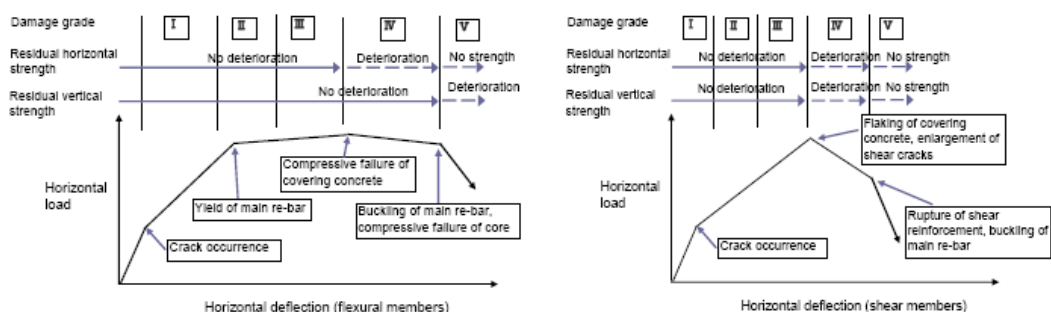 Damage grade
I
II
III
IV
V
Residual horizontal
strength
No deterioration
Deterioration
No strength
Residual vertical
strength
No deterioration
Deterioration
Horizontal
load
Crack occurrence
Yield of main re-bar
Compressive failure of
covering concrete
Buckling of main re-bar,
compressive failure of core
Horizontal deflection (flexural members)
Damage grade
I
II
III
IV
V
Residual horizontal
strength
No deterioration
Deterioration
No strength
Residual vertical
strength
No deterioration
Deterioration
No strength
Horizontal
load
Flaking of covering
concrete, enlargement of
shear cracks
Crack occurrence
Rupture of shear
reinforcement, buckling of
main re-bar
Horizontal deflection (shear members)